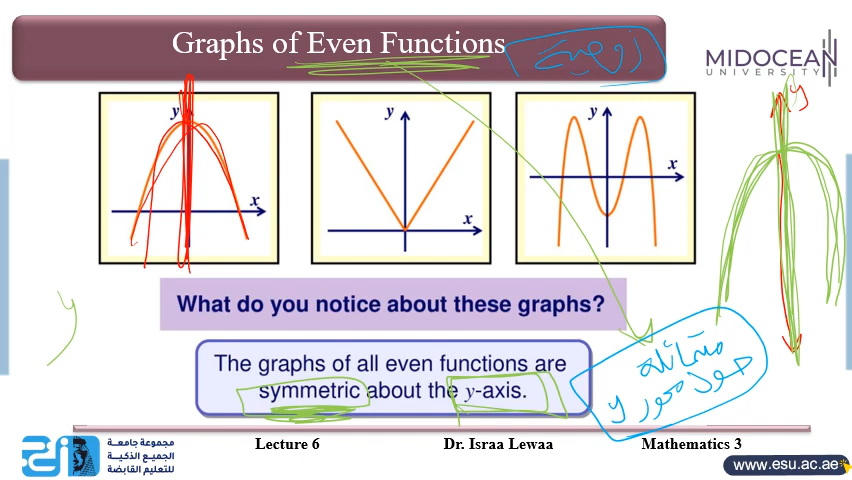 Graphs of Even Functions
زوجية
MIDOCEAN
UNIVERSITY
y
x
y
x
y
x
y
y
What do you notice about these graphs?
The graphs of all even functions are
symmetric about the y-axis.
متماثلة
حول محور y
مجموعة جامعة
الجميع الذكية
للتعليم القابضة
Lecture 6
Dr. Israa Lewaa
Mathematics 3
www.esu.ac.ae